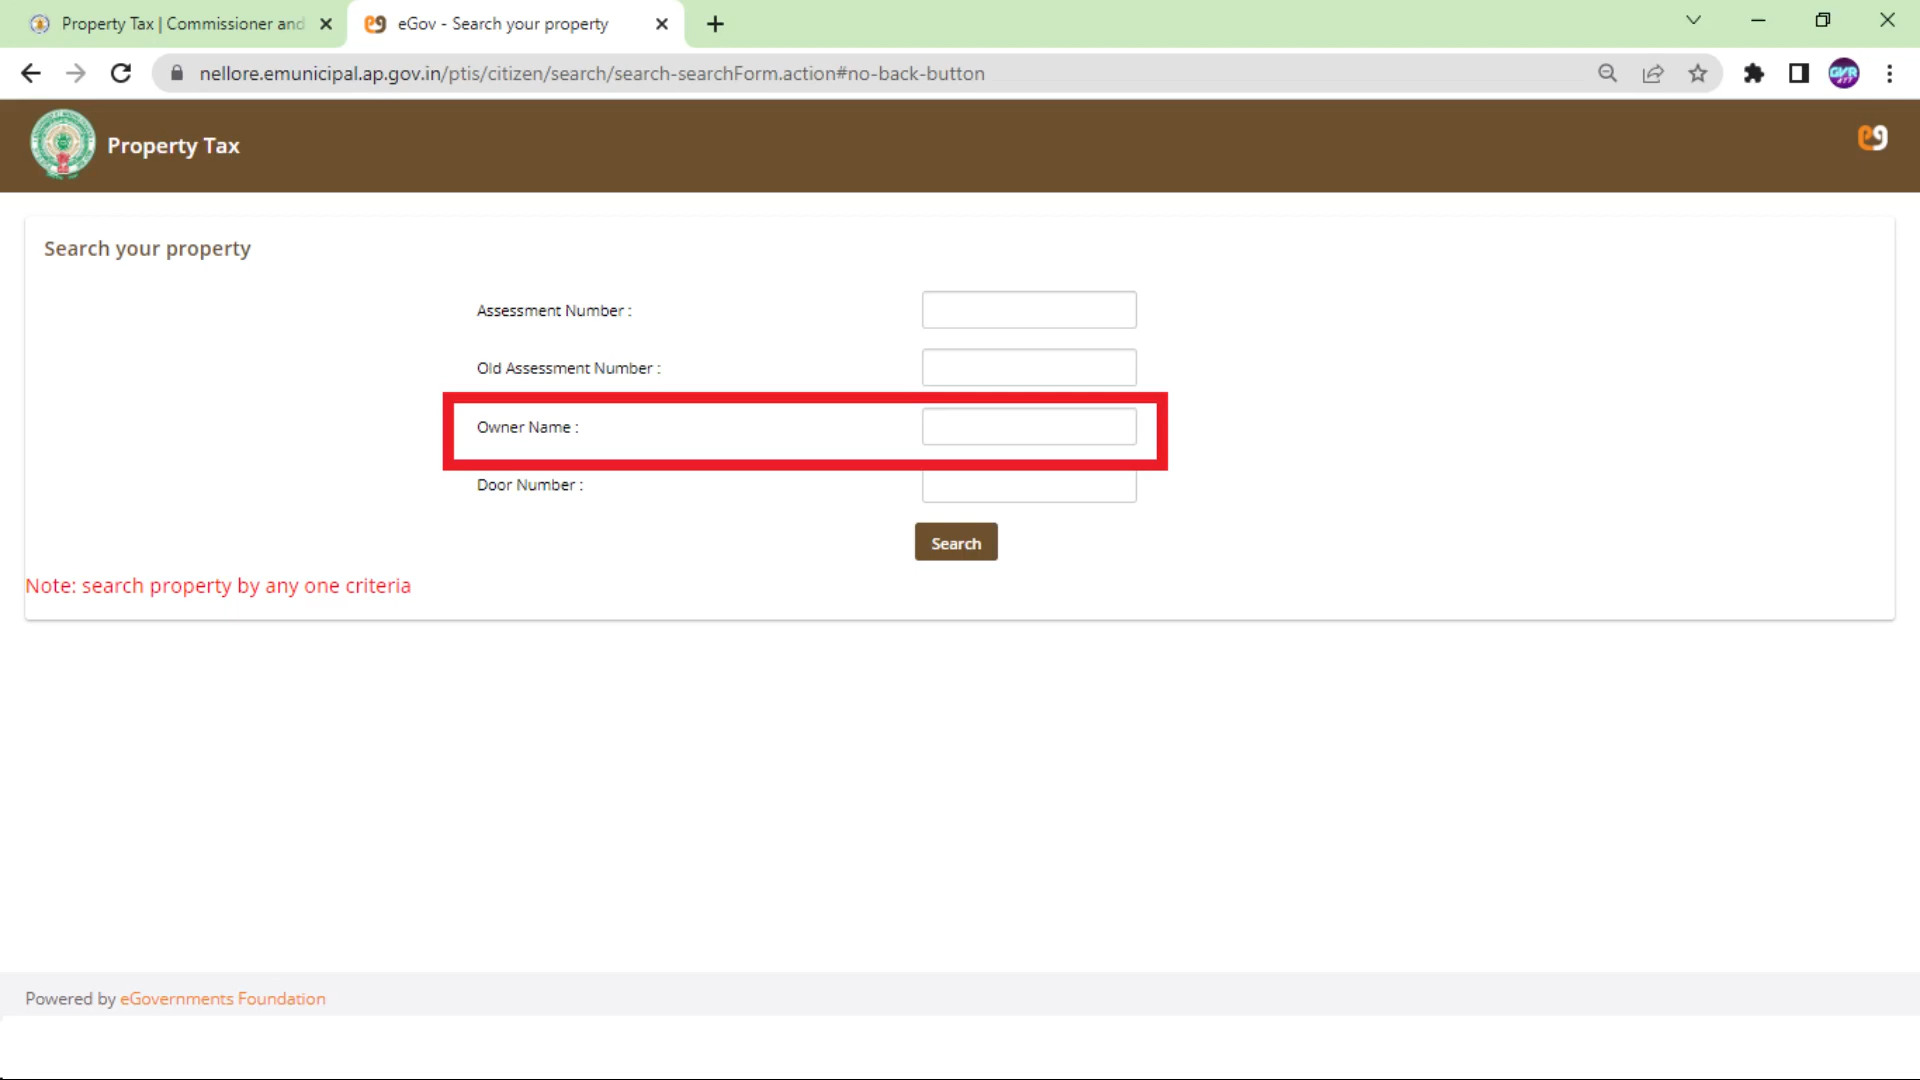 Property Tax | Commissioner and
eGov - Search your property
nellore.emunicipal.ap.gov.in/ptis/citizen/search/search-searchForm.action#no-back-button
GVR
Property Tax
Search your property
Assessment Number :
Old Assessment Number :
Owner Name :
Door Number :
Search
Note: search property by any one criteria
Powered by eGovernments Foundation